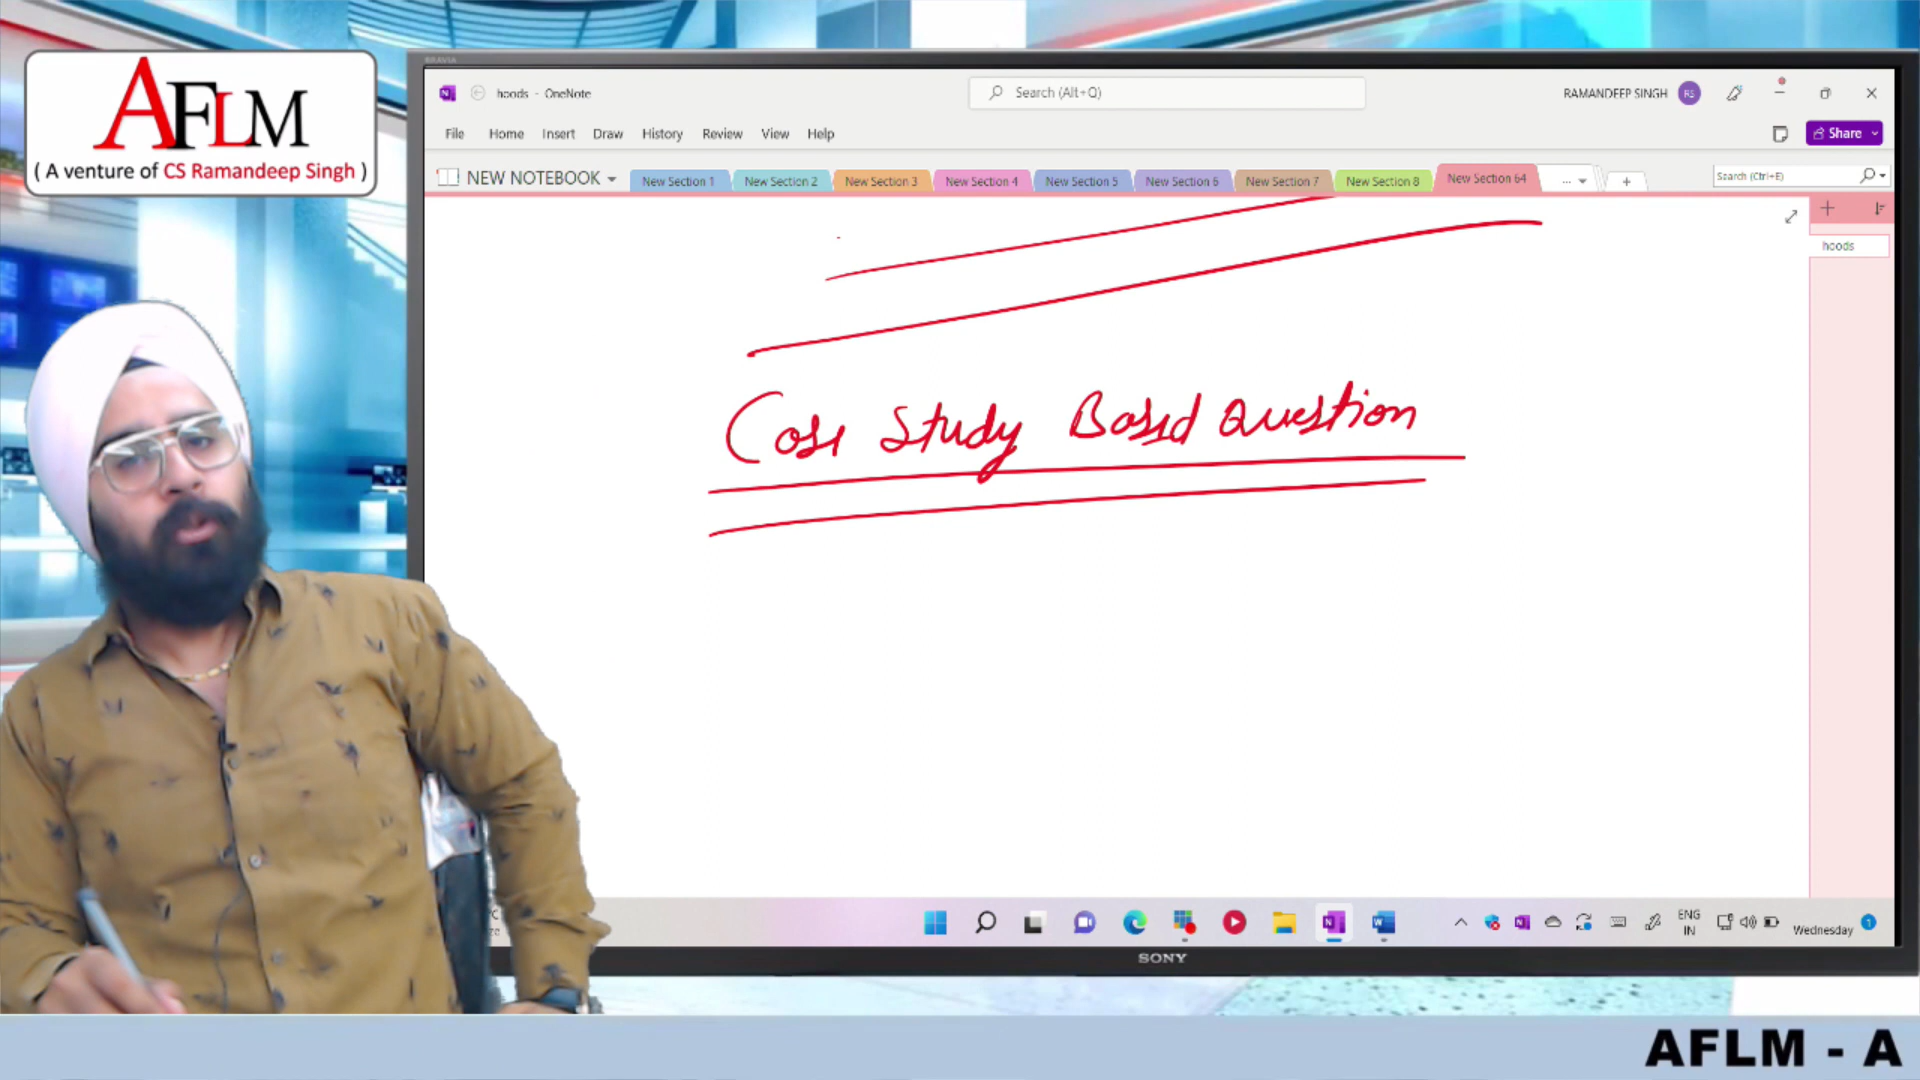 AFLM
( A venture of CS Ramandeep Singh )
BRAVIA
hoods - OneNote
Search (Alt+Q)
RAMANDEEP SINGH
RS
File Home Insert Draw History Review View Help
Share
NEW NOTEBOOK
New Section 1
New Section 2
New Section 3
New Section 4
New Section 5
New Section 6
New Section 7
New Section 8
New Section 64
...
Search (Ctrl+E)
hoods
Case Study Based Question
ENG
IN
Wednesday
1
SONY
AFLM - A